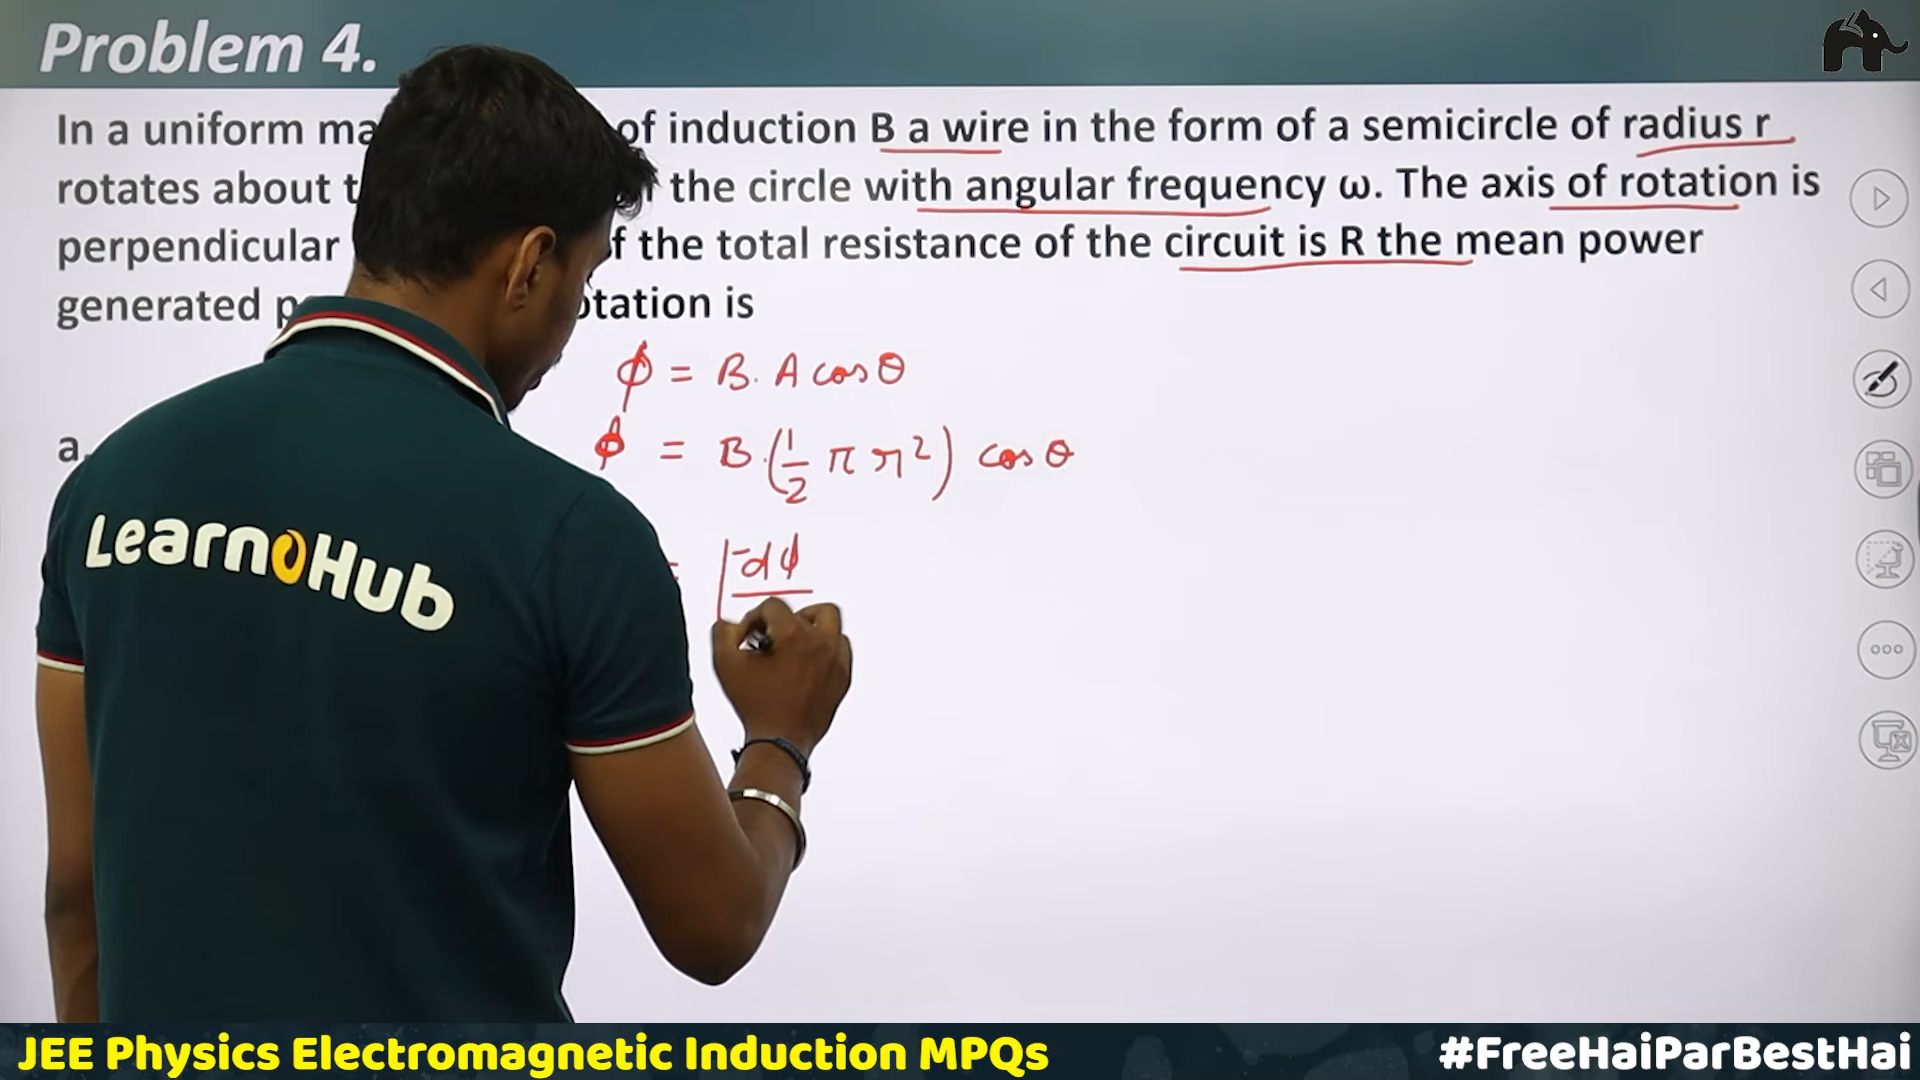 Problem 4.
In a uniform ma of induction B a wire in the form of a semicircle of radius r
rotates about t the circle with angular frequency ω. The axis of rotation is
perpendicular f the total resistance of the circuit is R the mean power
generated p otation is
ϕ = B. A cos θ
ϕ = B.(1/2 π r²) cos θ
a.
= |-dϕ
LearnoHub
JEE Physics Electromagnetic Induction MPQs
#FreeHaiParBestHai